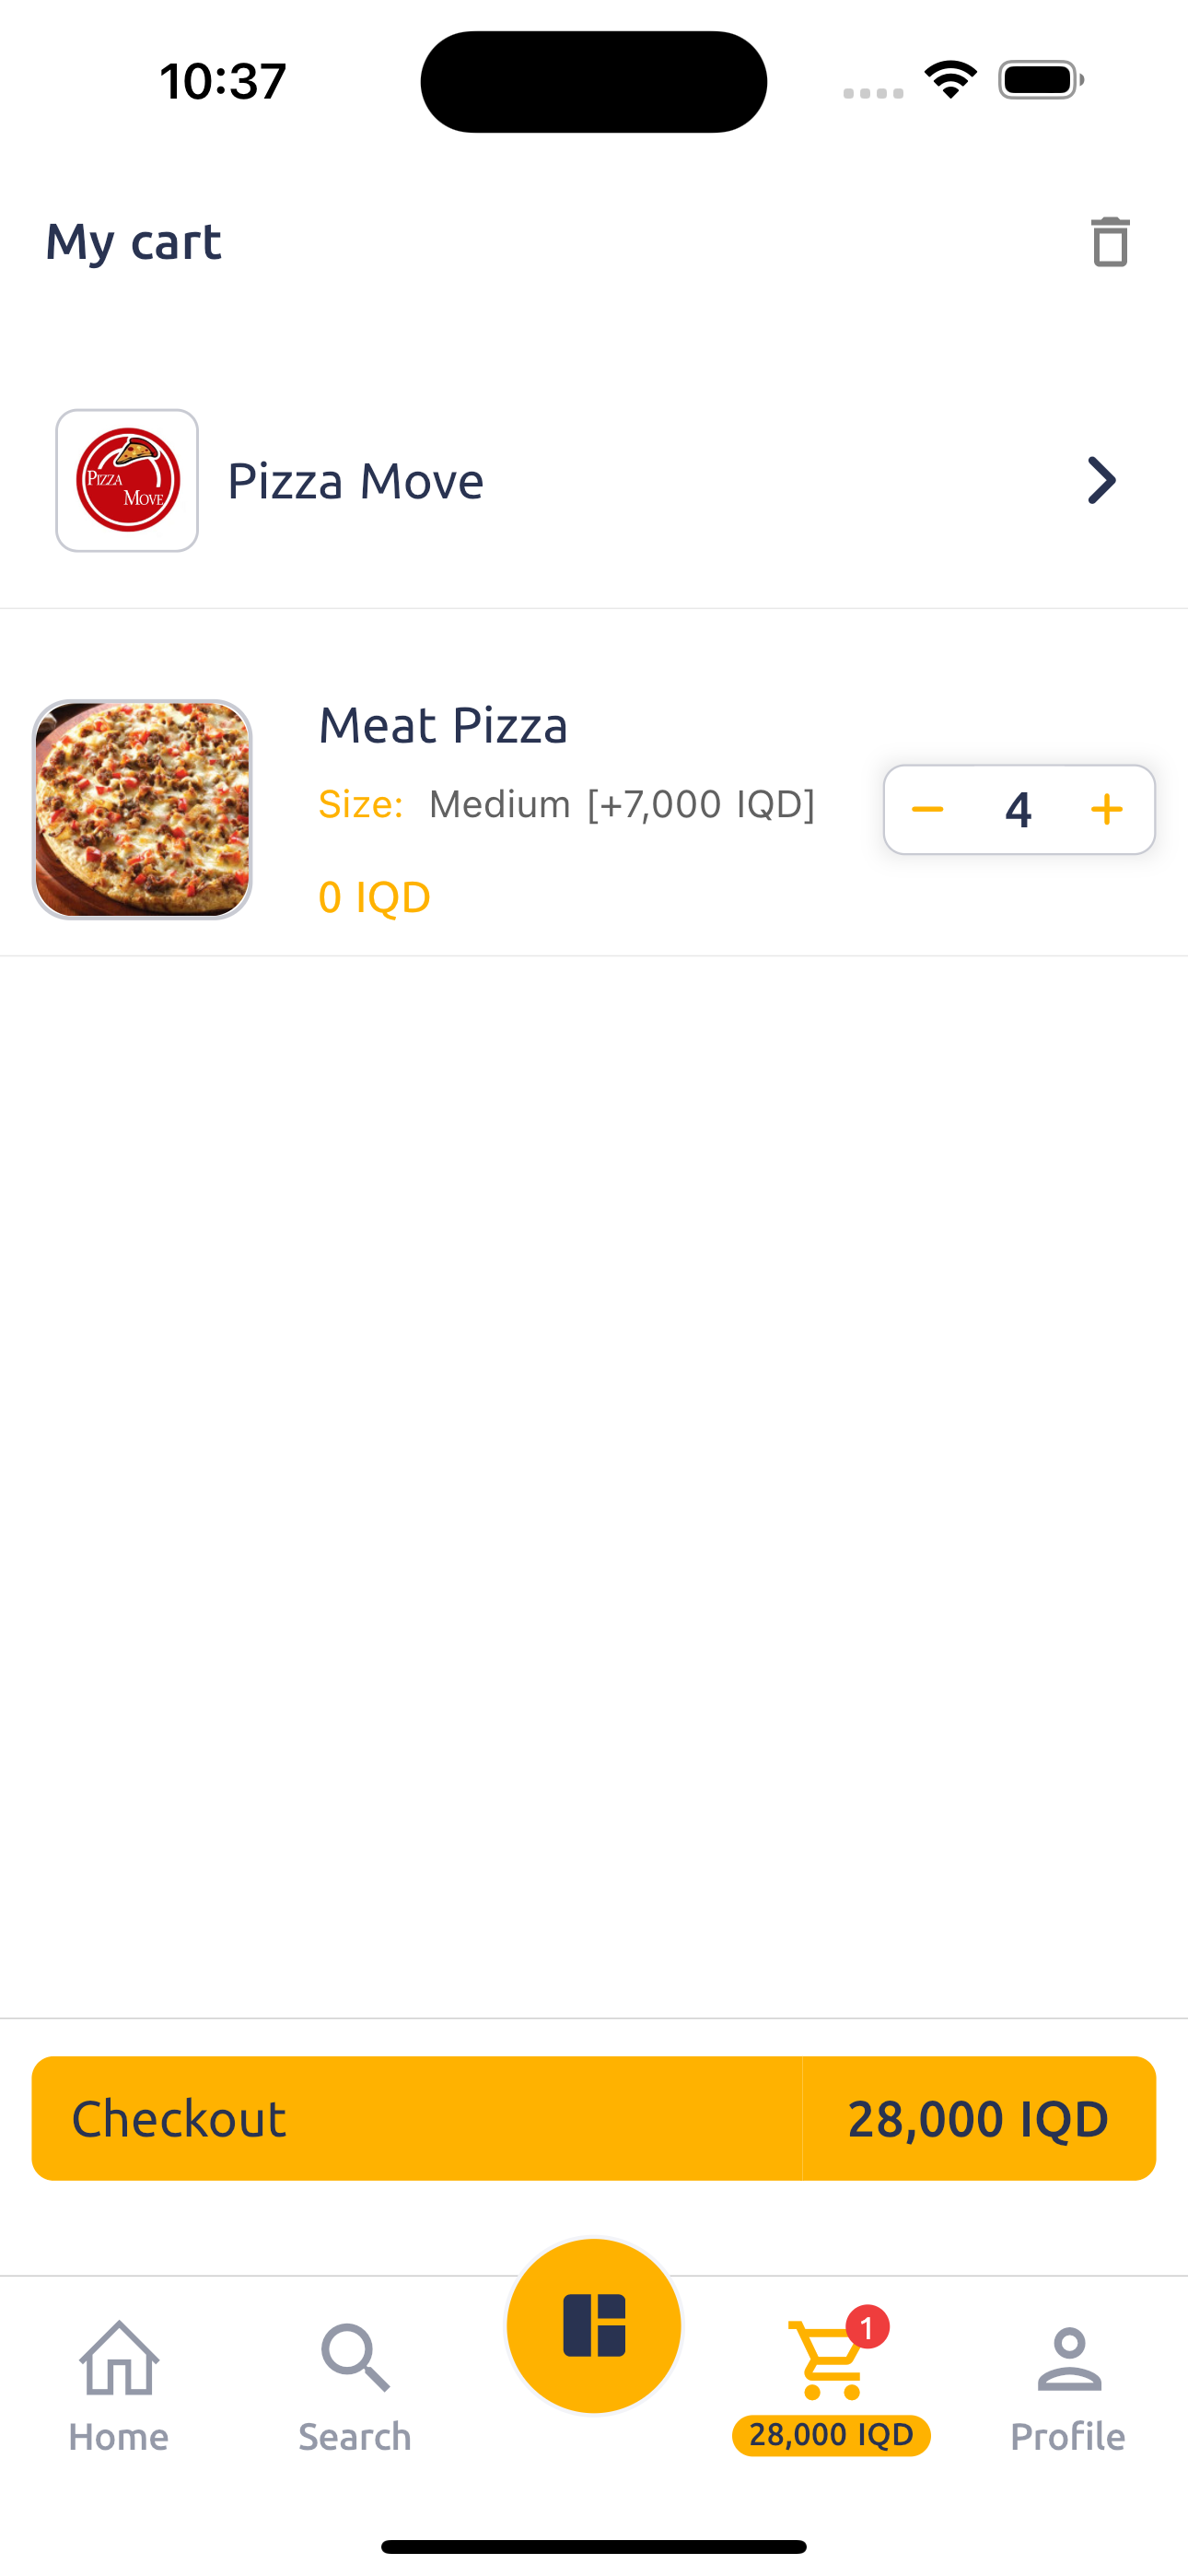 10:37
My cart
PIZZA
MOVE
Pizza Move
Meat Pizza
Size: Medium [+7,000 IQD]
4
0 IQD
Checkout
28,000 IQD
1
Home
Search
28,000 IQD
Profile